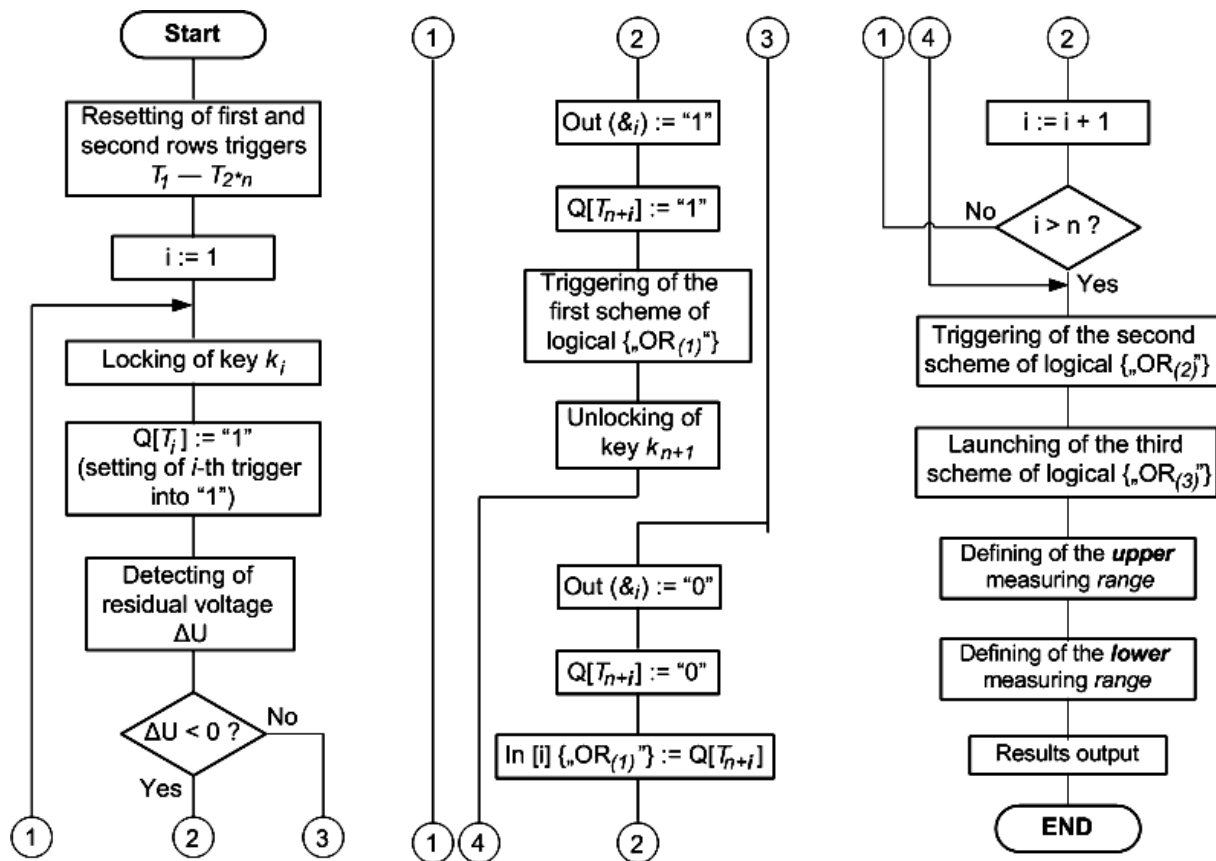 Start
Resetting of first and
second rows triggers
T1 — T2*n
i := 1
Locking of key ki
Q[Ti] := “1”
(setting of i-th trigger
into “1”)
Detecting of
residual voltage
ΔU
ΔU < 0 ?
No
Yes
1
2
3
1
2
3
Out (&i) := “1”
Q[Tn+i] := “1”
Triggering of the
first scheme of
logical {„OR(1)“}
Unlocking of
key kn+1
Out (&i) := “0”
Q[Tn+i] := “0”
In [i] {„OR(1)”} := Q[Tn+i]
1
4
2
1
4
2
i := i + 1
No
i > n ?
Yes
Triggering of the second
scheme of logical {„OR(2)”}
Launching of the third
scheme of logical {„OR(3)”}
Defining of the upper
measuring range
Defining of the lower
measuring range
Results output
END